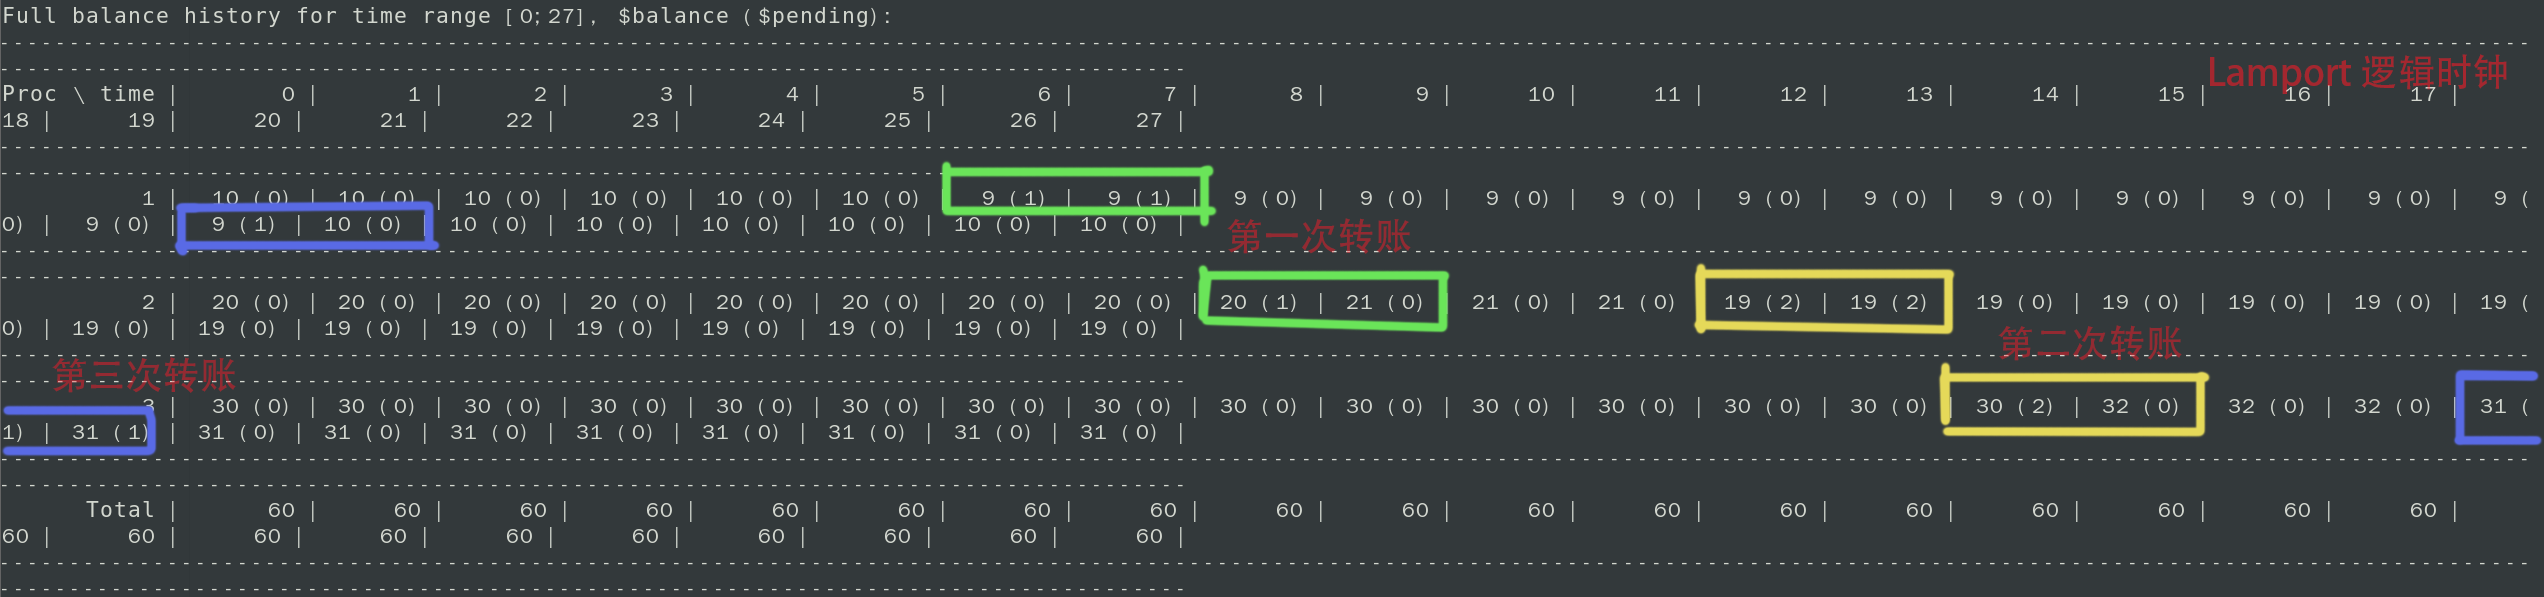 Full balance history for time range [0;27], $balance ($pending):
-----------------------------------------------------------------
Lamport 逻辑时钟
Proc \ time | 0 | 1 | 2 | 3 | 4 | 5 | 6 | 7 | 8 | 9 | 10 | 11 | 12 | 13 | 14 | 15 | 16 | 17 |
18 | 19 | 20 | 21 | 22 | 23 | 24 | 25 | 26 | 27 |
-----------------------------------------------------------------
1 | 10 (0) | 10 (0) | 10 (0) | 10 (0) | 10 (0) | 10 (0) | 9 (1) | 9 (1) | 9 (0) | 9 (0) | 9 (0) | 9 (0) | 9 (0) | 9 (0) | 9 (0) | 9 (0) | 9 (0) | 9 (0) | 9 (
0) | 9 (0) | 9 (1) | 10 (0) | 10 (0) | 10 (0) | 10 (0) | 10 (0) | 10 (0) | 10 (0) |
第一次转账
-----------------------------------------------------------------
2 | 20 (0) | 20 (0) | 20 (0) | 20 (0) | 20 (0) | 20 (0) | 20 (0) | 20 (0) | 20 (1) | 21 (0) | 21 (0) | 21 (0) | 19 (2) | 19 (2) | 19 (0) | 19 (0) | 19 (0) | 19 (0) | 19 (
0) | 19 (0) | 19 (0) | 19 (0) | 19 (0) | 19 (0) | 19 (0) | 19 (0) | 19 (0) | 19 (0) |
第二次转账
-----------------------------------------------------------------
第三次转账
3 | 30 (0) | 30 (0) | 30 (0) | 30 (0) | 30 (0) | 30 (0) | 30 (0) | 30 (0) | 30 (0) | 30 (0) | 30 (0) | 30 (0) | 30 (0) | 30 (0) | 30 (2) | 32 (0) | 32 (0) | 32 (0) | 31 (
1) | 31 (1) | 31 (0) | 31 (0) | 31 (0) | 31 (0) | 31 (0) | 31 (0) | 31 (0) | 31 (0) |
-----------------------------------------------------------------
Total | 60 | 60 | 60 | 60 | 60 | 60 | 60 | 60 | 60 | 60 | 60 | 60 | 60 | 60 | 60 | 60 | 60 | 60 |
60 | 60 | 60 | 60 | 60 | 60 | 60 | 60 | 60 | 60 |
-----------------------------------------------------------------